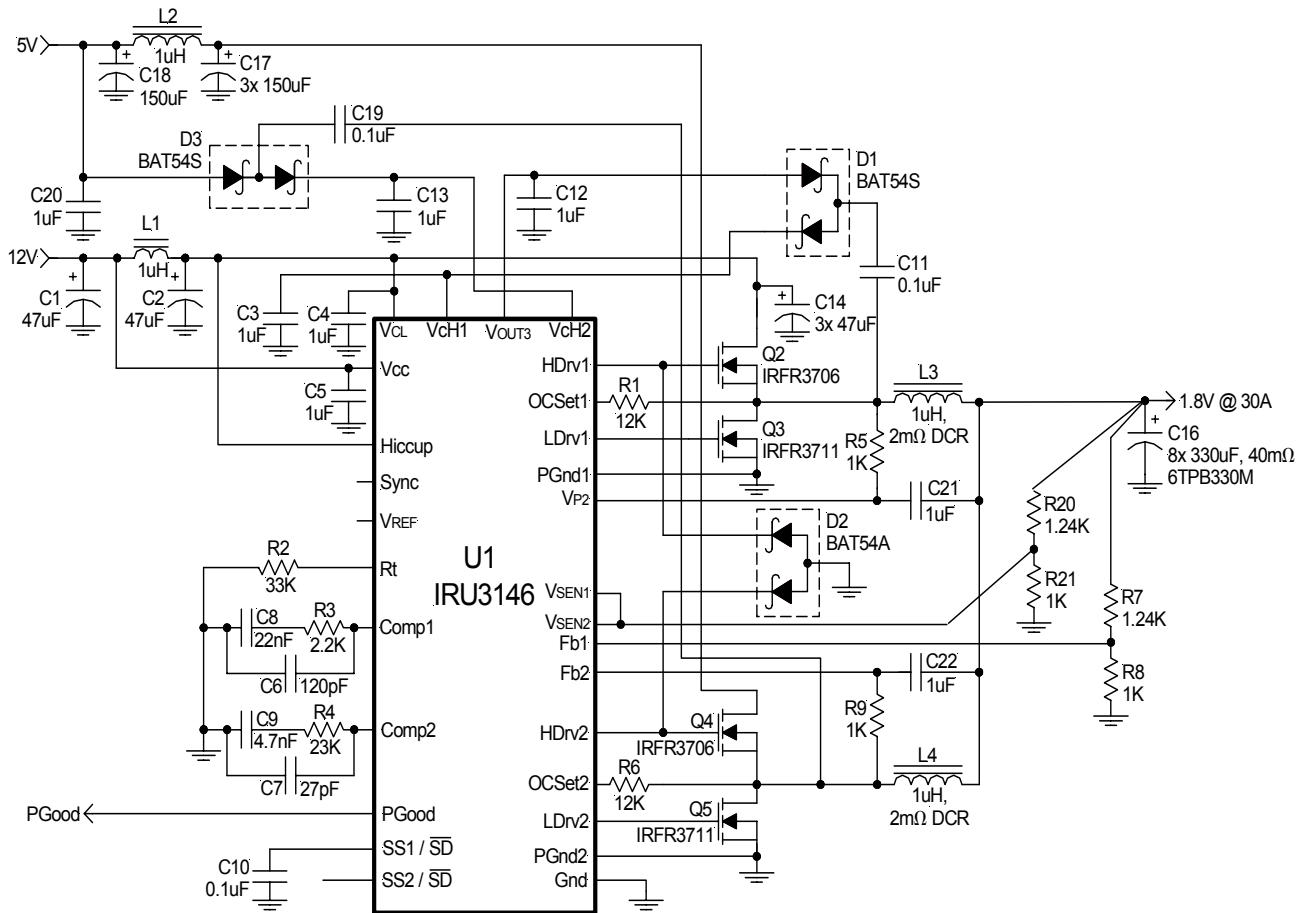 L2
5V
1uH
C18
150uF
C17
3x 150uF
C19
0.1uF
D3
BAT54S
D1
BAT54S
C20
1uF
C13
1uF
C12
1uF
L1
12V
1uH
C11
0.1uF
C1
47uF
C2
47uF
C3
1uF
C4
1uF
C14
3x 47uF
VCL
VcH1
VOUT3
VcH2
Vcc
HDrv1
Q2
IRFR3706
C5
1uF
OCSet1
R1
12K
L3
1uH,
2mΩ DCR
1.8V @ 30A
Hiccup
LDrv1
Q3
IRFR3711
R5
1K
C16
8x 330uF, 40mΩ
6TPB330M
PGnd1
Sync
VP2
C21
1uF
R20
1.24K
VREF
D2
BAT54A
U1
IRU3146
R2
33K
Rt
VSEN1
R21
1K
R7
1.24K
C8
22nF
R3
2.2K
Comp1
VSEN2
Fb1
C6
120pF
Fb2
C22
1uF
R8
1K
R9
1K
C9
4.7nF
R4
23K
Comp2
HDrv2
Q4
IRFR3706
C7
27pF
OCSet2
R6
12K
L4
1uH,
2mΩ DCR
PGood
PGood
LDrv2
Q5
IRFR3711
SS1 / SD
PGnd2
C10
0.1uF
SS2 / SD
Gnd